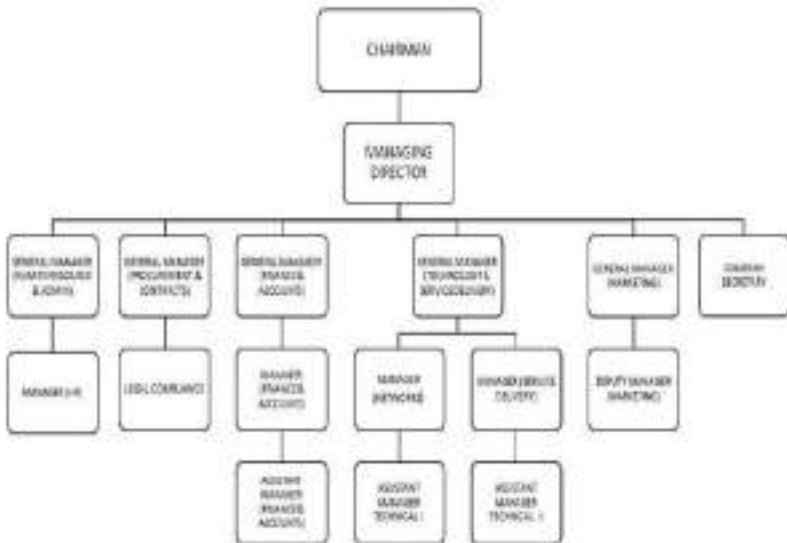 CHAIRMAN
MANAGING
DIRECTOR
GENERAL MANAGER
(HUMAN RESOURCE
& ADMIN)
GENERAL MANAGER
(PROCUREMENT &
CONTRACTS)
GENERAL MANAGER
(FINANCE &
ACCOUNTS)
GENERAL MANAGER
(TECHNOLOGY &
SERVICE DELIVERY)
GENERAL MANAGER
(MARKETING)
COMPANY
SECRETARY
MANAGER (HR)
LEGAL COMPLIANCE
MANAGER
(FINANCE &
ACCOUNTS)
MANAGER
(NETWORKS)
MANAGER (SERVICE
DELIVERY)
DEPUTY MANAGER
(MARKETING)
ASSISTANT
MANAGER
(FINANCE &
ACCOUNTS)
ASSISTANT
MANAGER
TECHNICAL
ASSISTANT
MANAGER
TECHNICAL